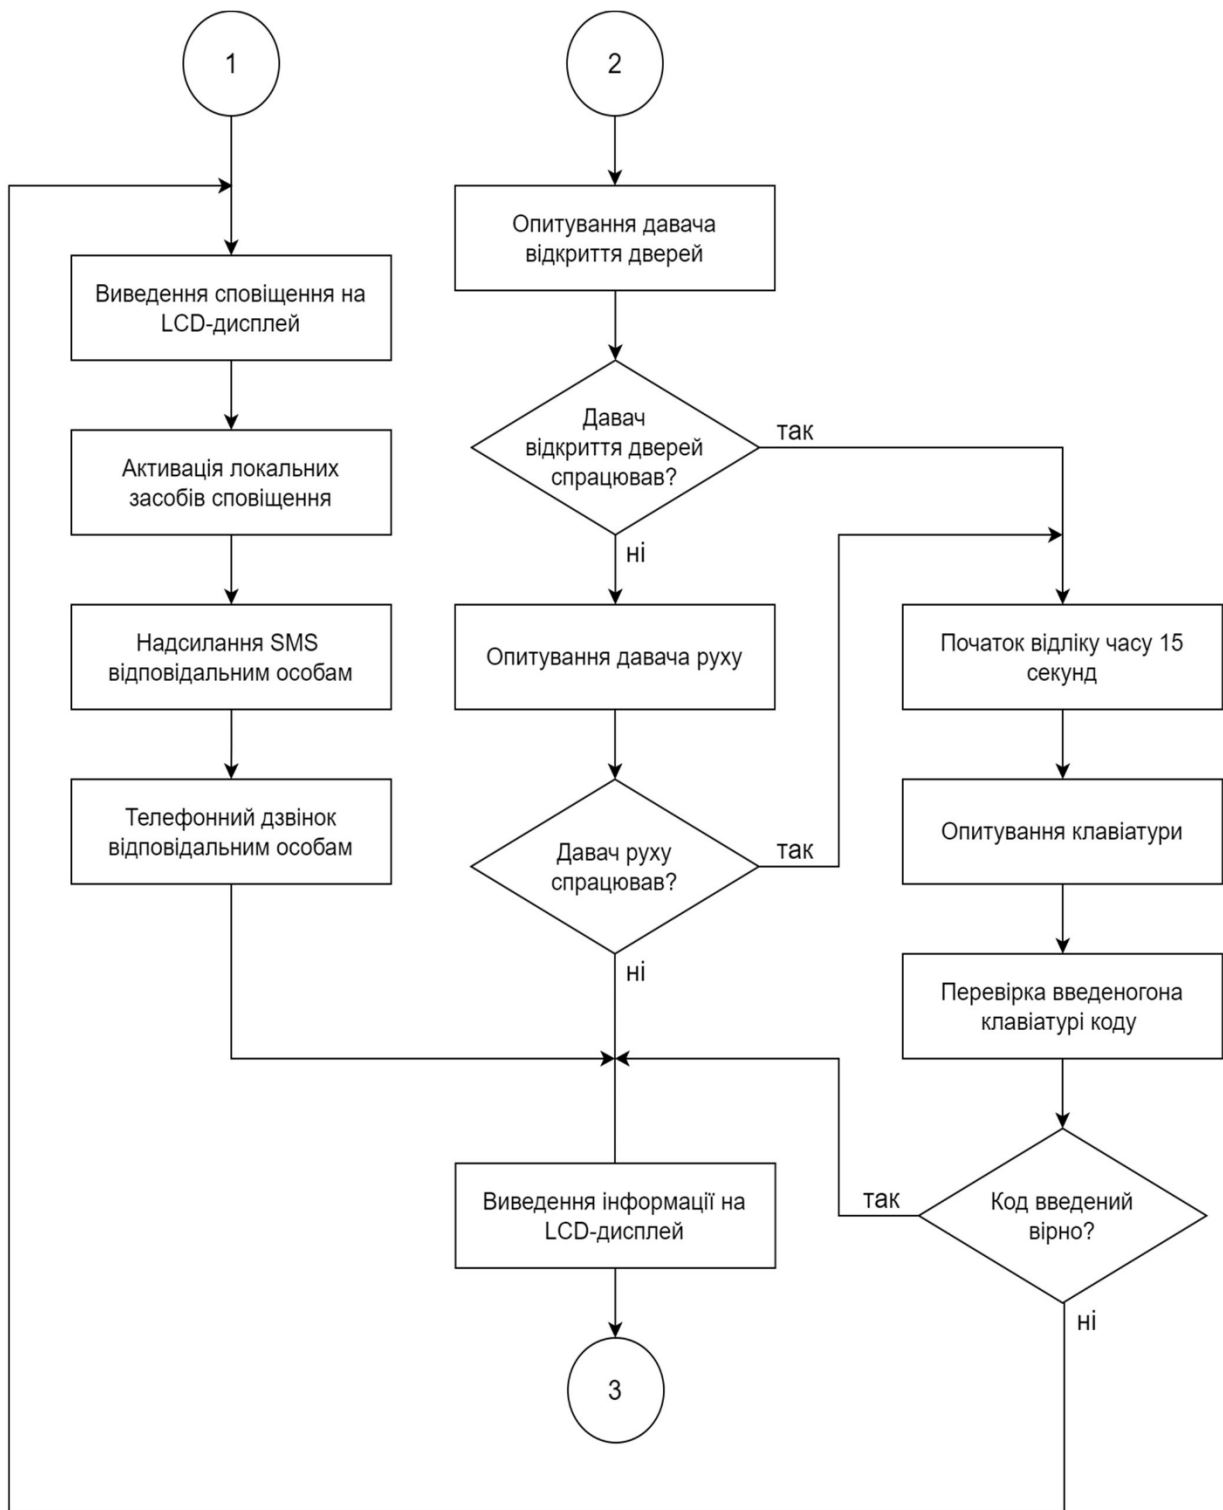 1
2
Опитування давача
відкриття дверей
Виведення сповіщення на
LCD-дисплей
Давач
відкриття дверей
спрацював?
так
ні
Активація локальних
засобів сповіщення
Надсилання SMS
відповідальним особам
Опитування давача руху
Початок відліку часу 15
секунд
Телефонний дзвінок
відповідальним особам
Давач руху
спрацював?
так
ні
Опитування клавіатури
Перевірка введеногона
клавіатурі коду
Виведення інформації на
LCD-дисплей
так
Код введений
вірно?
ні
3